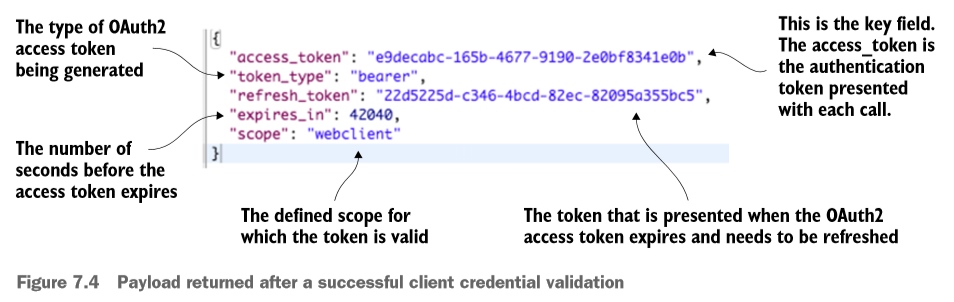 The type of OAuth2
access token
being generated
{
"access_token": "e9decabc-165b-4677-9190-2e0bf8341e0b",
"token_type": "bearer",
"refresh_token": "22d5225d-c346-4bcd-82ec-82095a355bc5",
"expires_in": 42040,
"scope": "webclient"
}
This is the key field.
The access_token is
the authentication
token presented
with each call.
The number of
seconds before the
access token expires
The defined scope for
which the token is valid
The token that is presented when the OAuth2
access token expires and needs to be refreshed
Figure 7.4 Payload returned after a successful client credential validation